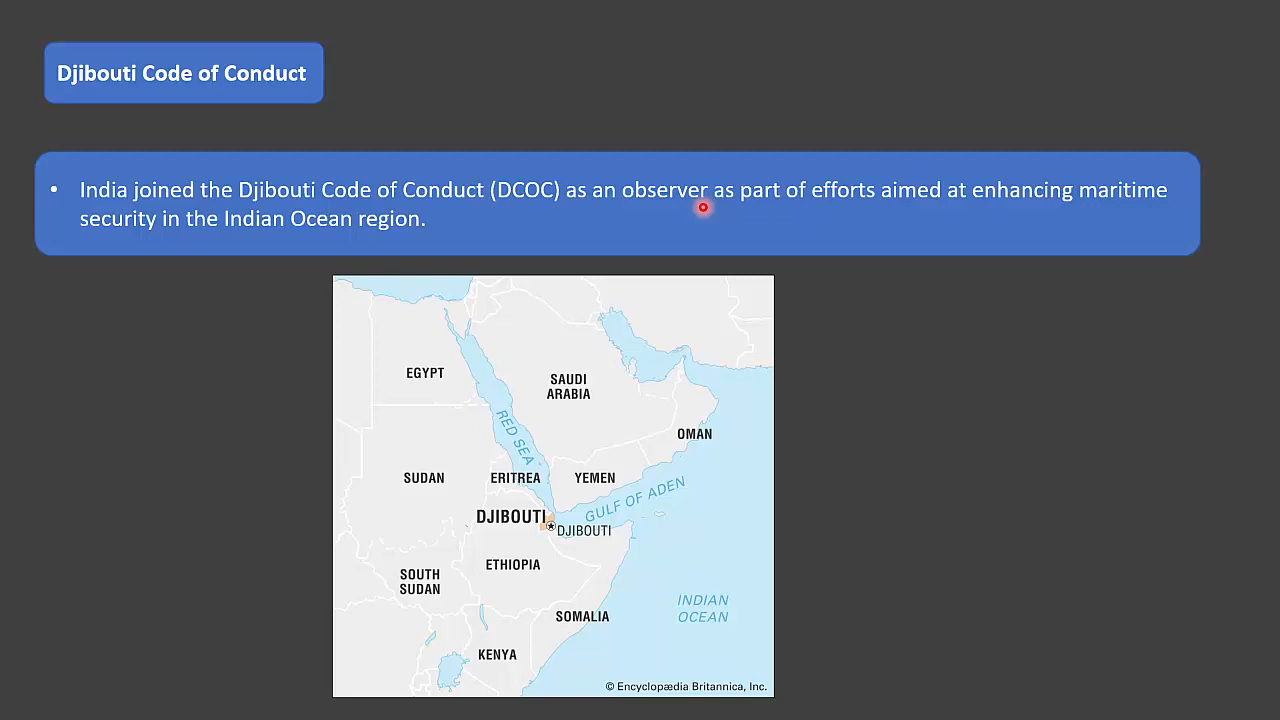 Djibouti Code of Conduct
• India joined the Djibouti Code of Conduct (DCOC) as an observer as part of efforts aimed at enhancing maritime
security in the Indian Ocean region.
EGYPT
SAUDI
ARABIA
RED SEA
OMAN
SUDAN
ERITREA
YEMEN
GULF OF ADEN
DJIBOUTI
DJIBOUTI
ETHIOPIA
SOUTH
SUDAN
INDIAN
OCEAN
SOMALIA
KENYA
© Encyclopædia Britannica, Inc.